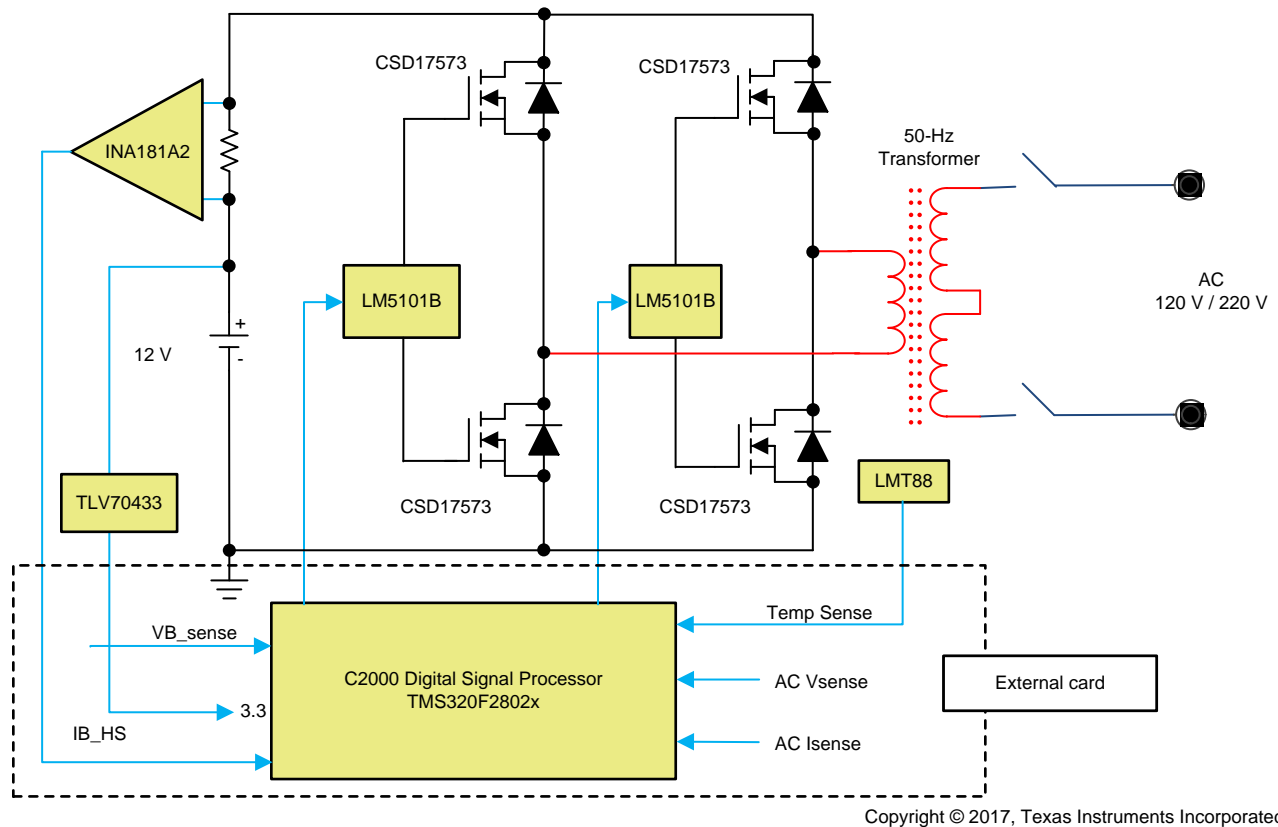 CSD17573
CSD17573
INA181A2
50-Hz
Transformer
LM5101B
LM5101B
AC
120 V / 220 V
+
12 V
-
TLV70433
CSD17573
CSD17573
LMT88
Temp Sense
VB_sense
C2000 Digital Signal Processor
TMS320F2802x
AC Vsense
External card
3.3
IB_HS
AC Isense
Copyright © 2017, Texas Instruments Incorporated